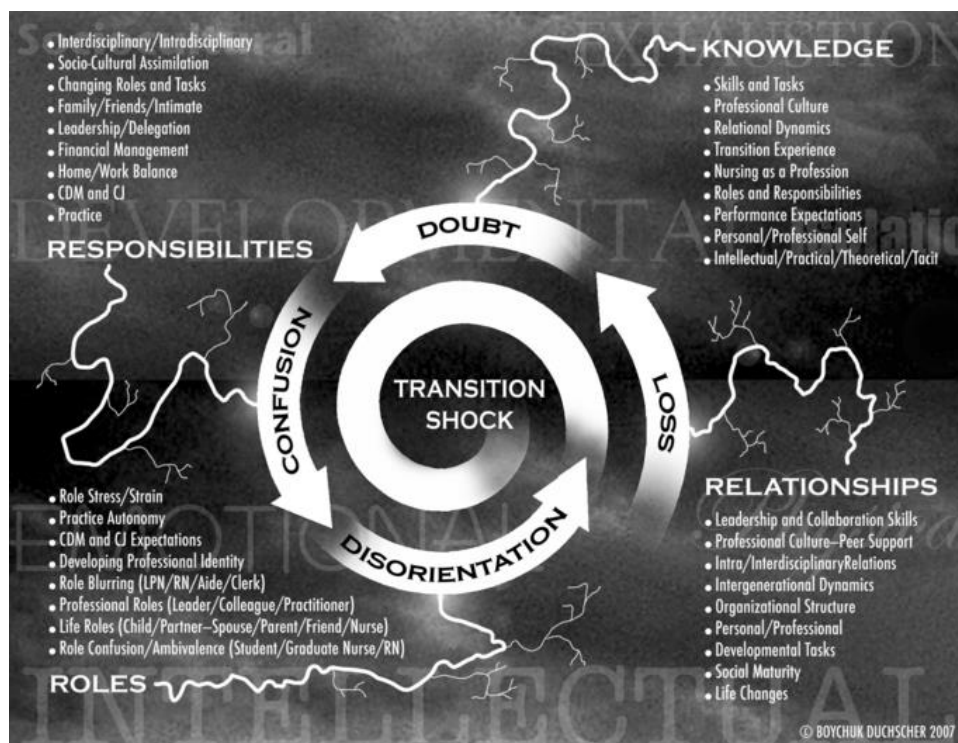 • Interdisciplinary/Intradisciplinary
• Socio-Cultural Assimilation
• Changing Roles and Tasks
• Family/Friends/Intimate
• Leadership/Delegation
• Financial Management
• Home/Work Balance
• CDM and CJ
• Practice
RESPONSIBILITIES
KNOWLEDGE
• Skills and Tasks
• Professional Culture
• Relational Dynamics
• Transition Experience
• Nursing as a Profession
• Roles and Responsibilities
• Performance Expectations
• Personal/Professional Self
• Intellectual/Practical/Theoretical/Tacit
DOUBT
CONFUSION
TRANSITION
SHOCK
LOSS
DISORIENTATION
• Role Stress/Strain
• Practice Autonomy
• CDM and CJ Expectations
• Developing Professional Identity
• Role Blurring (LPN/RN/Aide/Clerk)
• Professional Roles (Leader/Colleague/Practitioner)
• Life Roles (Child/Partner–Spouse/Parent/Friend/Nurse)
• Role Confusion/Ambivalence (Student/Graduate Nurse/RN)
ROLES
RELATIONSHIPS
• Leadership and Collaboration Skills
• Professional Culture–Peer Support
• Intra/InterdisciplinaryRelations
• Intergenerational Dynamics
• Organizational Structure
• Personal/Professional
• Developmental Tasks
• Social Maturity
• Life Changes
EXHAUSTION
DEVELOPMENTAL
EMOTIONAL
INTELLECTUAL
© BOYCHUK DUCHSCHER 2007